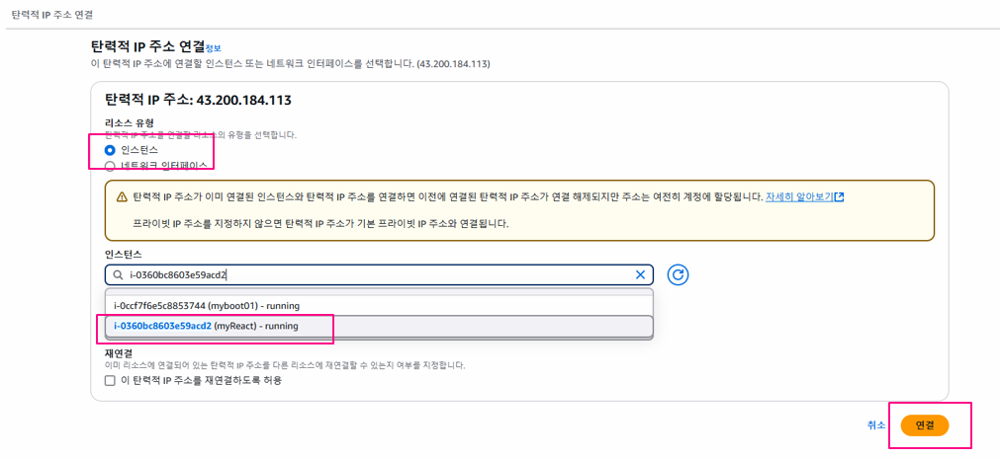 탄력적 IP 주소 연결
탄력적 IP 주소 연결 정보
이 탄력적 IP 주소에 연결할 인스턴스 또는 네트워크 인터페이스를 선택합니다. (43.200.184.113)
탄력적 IP 주소: 43.200.184.113
리소스 유형
탄력적 IP 주소를 연결할 리소스의 유형을 선택합니다.
인스턴스
네트워크 인터페이스
탄력적 IP 주소가 이미 연결된 인스턴스와 탄력적 IP 주소를 연결하면 이전에 연결된 탄력적 IP 주소가 연결 해제되지만 주소는 여전히 계정에 할당됩니다. 자세히 알아보기
프라이빗 IP 주소를 지정하지 않으면 탄력적 IP 주소가 기본 프라이빗 IP 주소와 연결됩니다.
인스턴스
i-0360bc8603e59acd2
i-0ccf7f6e5c8853744 (myboot01) - running
i-0360bc8603e59acd2 (myReact) - running
재연결
이미 리소스에 연결되어 있는 탄력적 IP 주소를 다른 리소스에 재연결할 수 있는지 여부를 지정합니다.
이 탄력적 IP 주소를 재연결하도록 허용
취소 연결